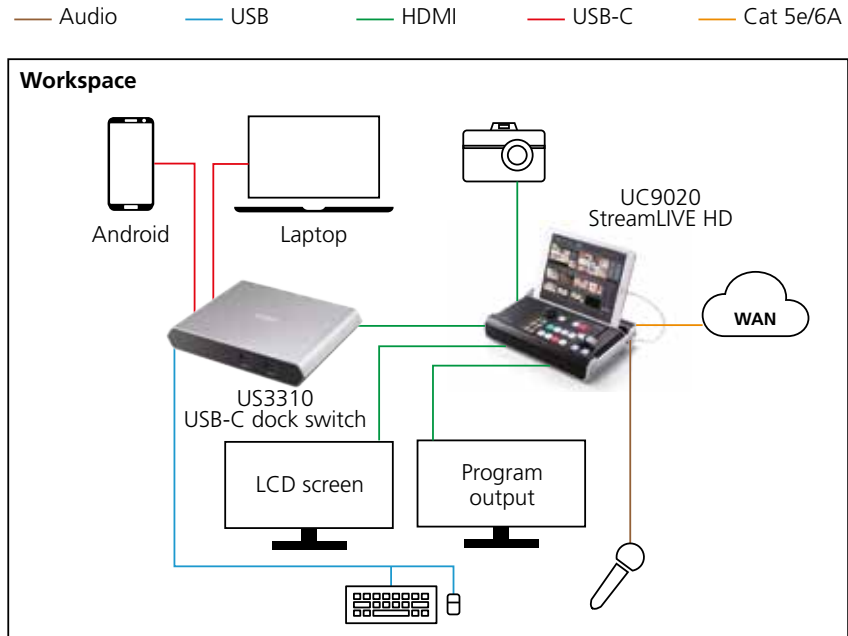 Audio
USB
HDMI
USB-C
Cat 5e/6A
Workspace
Android
Laptop
UC9020
StreamLIVE HD
WAN
US3310
USB-C dock switch
LCD screen
Program
output